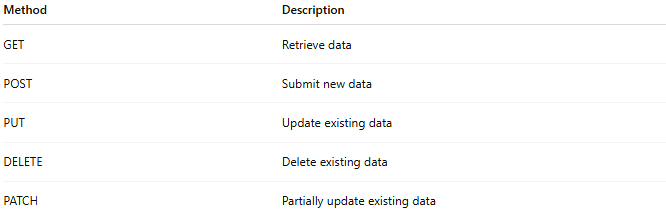 Method Description
GET Retrieve data
POST Submit new data
PUT Update existing data
DELETE Delete existing data
PATCH Partially update existing data